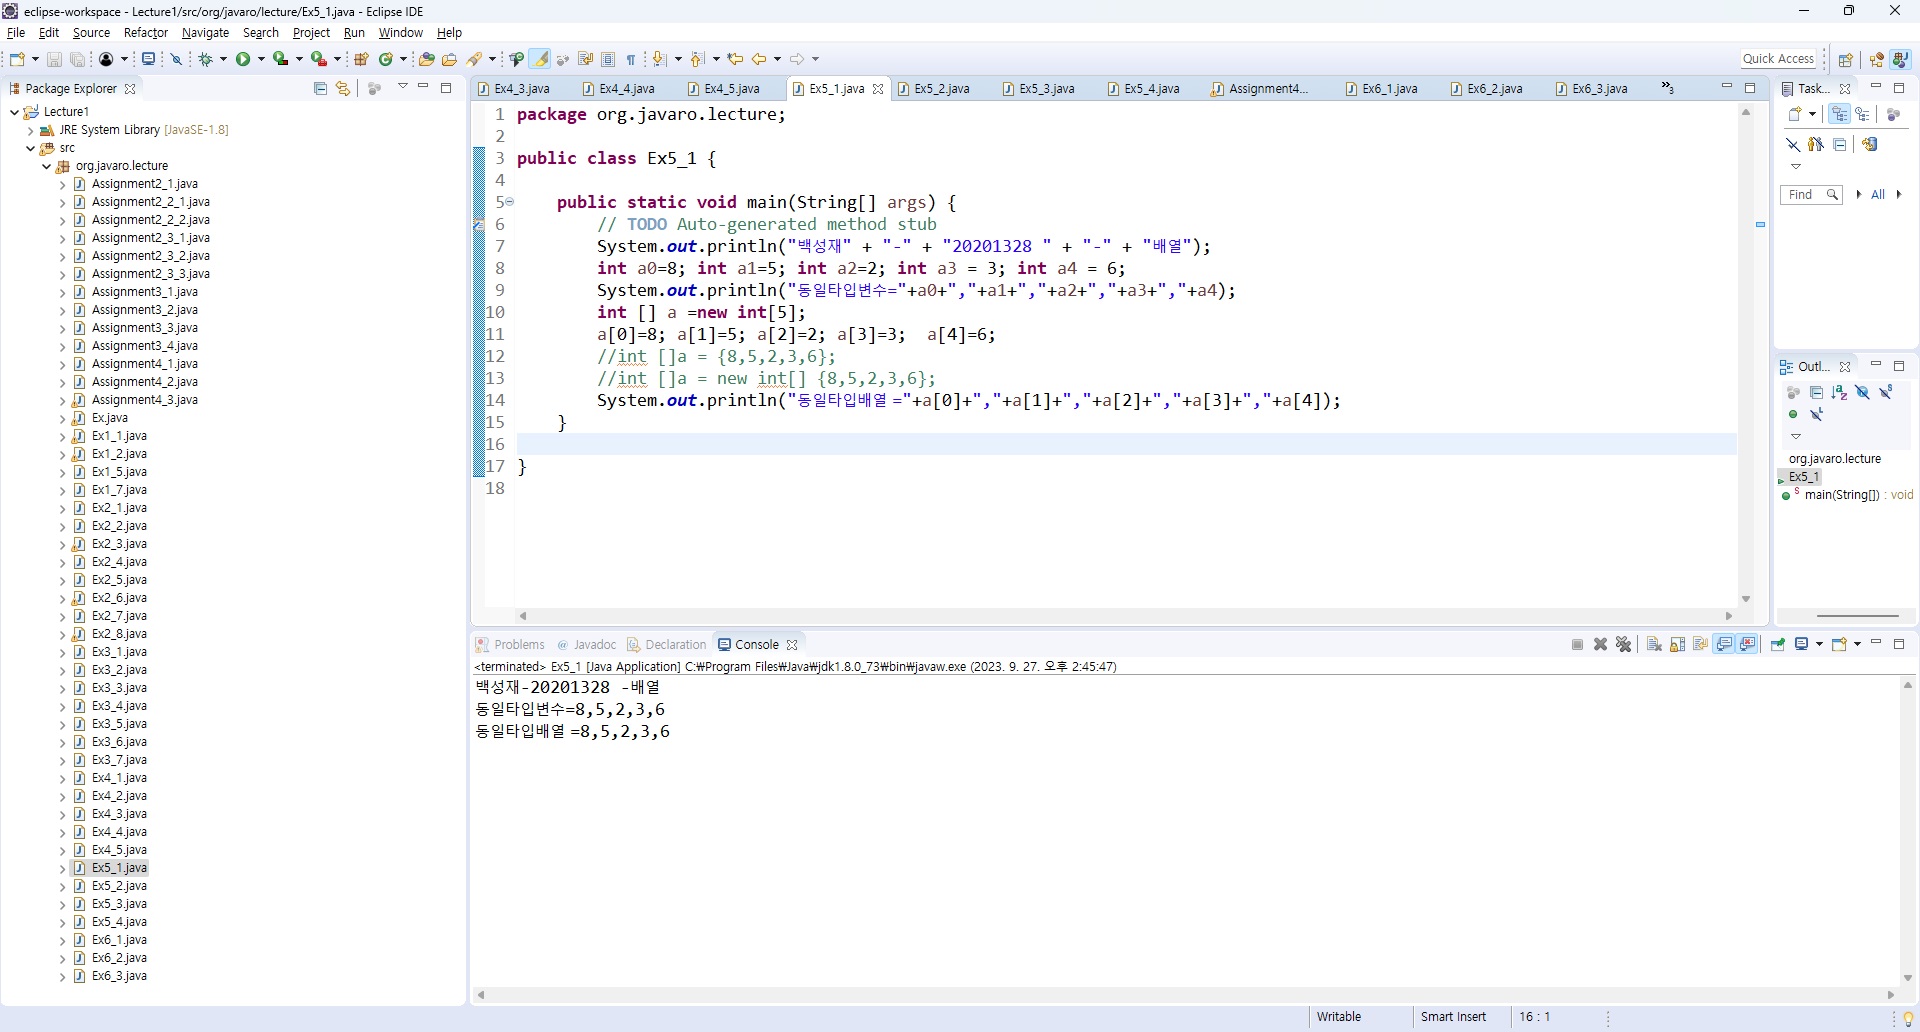 eclipse-workspace - Lecture1/src/org/javaro/lecture/Ex5_1.java - Eclipse IDE
File Edit Source Refactor Navigate Search Project Run Window Help
Quick Access
Package Explorer
Lecture1
JRE System Library [JavaSE-1.8]
src
org.javaro.lecture
Assignment2_1.java
Assignment2_2_1.java
Assignment2_2_2.java
Assignment2_3_1.java
Assignment2_3_2.java
Assignment2_3_3.java
Assignment3_1.java
Assignment3_2.java
Assignment3_3.java
Assignment3_4.java
Assignment4_1.java
Assignment4_2.java
Assignment4_3.java
Ex.java
Ex1_1.java
Ex1_2.java
Ex1_5.java
Ex1_7.java
Ex2_1.java
Ex2_2.java
Ex2_3.java
Ex2_4.java
Ex2_5.java
Ex2_6.java
Ex2_7.java
Ex2_8.java
Ex3_1.java
Ex3_2.java
Ex3_3.java
Ex3_4.java
Ex3_5.java
Ex3_6.java
Ex3_7.java
Ex4_1.java
Ex4_2.java
Ex4_3.java
Ex4_4.java
Ex4_5.java
Ex5_1.java
Ex5_2.java
Ex5_3.java
Ex5_4.java
Ex6_1.java
Ex6_2.java
Ex6_3.java
Ex4_3.java Ex4_4.java Ex4_5.java Ex5_1.java Ex5_2.java Ex5_3.java Ex5_4.java Assignment4... Ex6_1.java Ex6_2.java Ex6_3.java »3
1 package org.javaro.lecture;
2
3 public class Ex5_1 {
4
5 public static void main(String[] args) {
6 // TODO Auto-generated method stub
7 System.out.println("백성재" + "-" + "20201328 " + "-" + "배열");
8 int a0=8; int a1=5; int a2=2; int a3 = 3; int a4 = 6;
9 System.out.println("동일타입변수="+a0+","+a1+","+a2+","+a3+","+a4);
10 int [] a =new int[5];
11 a[0]=8; a[1]=5; a[2]=2; a[3]=3;  a[4]=6;
12 //int []a = {8,5,2,3,6};
13 //int []a = new int[] {8,5,2,3,6};
14 System.out.println("동일타입배열 ="+a[0]+","+a[1]+","+a[2]+","+a[3]+","+a[4]);
15 }
16
17 }
18
Problems @ Javadoc Declaration Console
<terminated> Ex5_1 [Java Application] C:₩Program Files₩Java₩jdk1.8.0_73₩bin₩javaw.exe (2023. 9. 27. 오후 2:45:47)
백성재-20201328 -배열
동일타입변수=8,5,2,3,6
동일타입배열 =8,5,2,3,6
Task...
Find All
Outl...
org.javaro.lecture
Ex5_1
main(String[]) : void
Writable Smart Insert 16 : 1